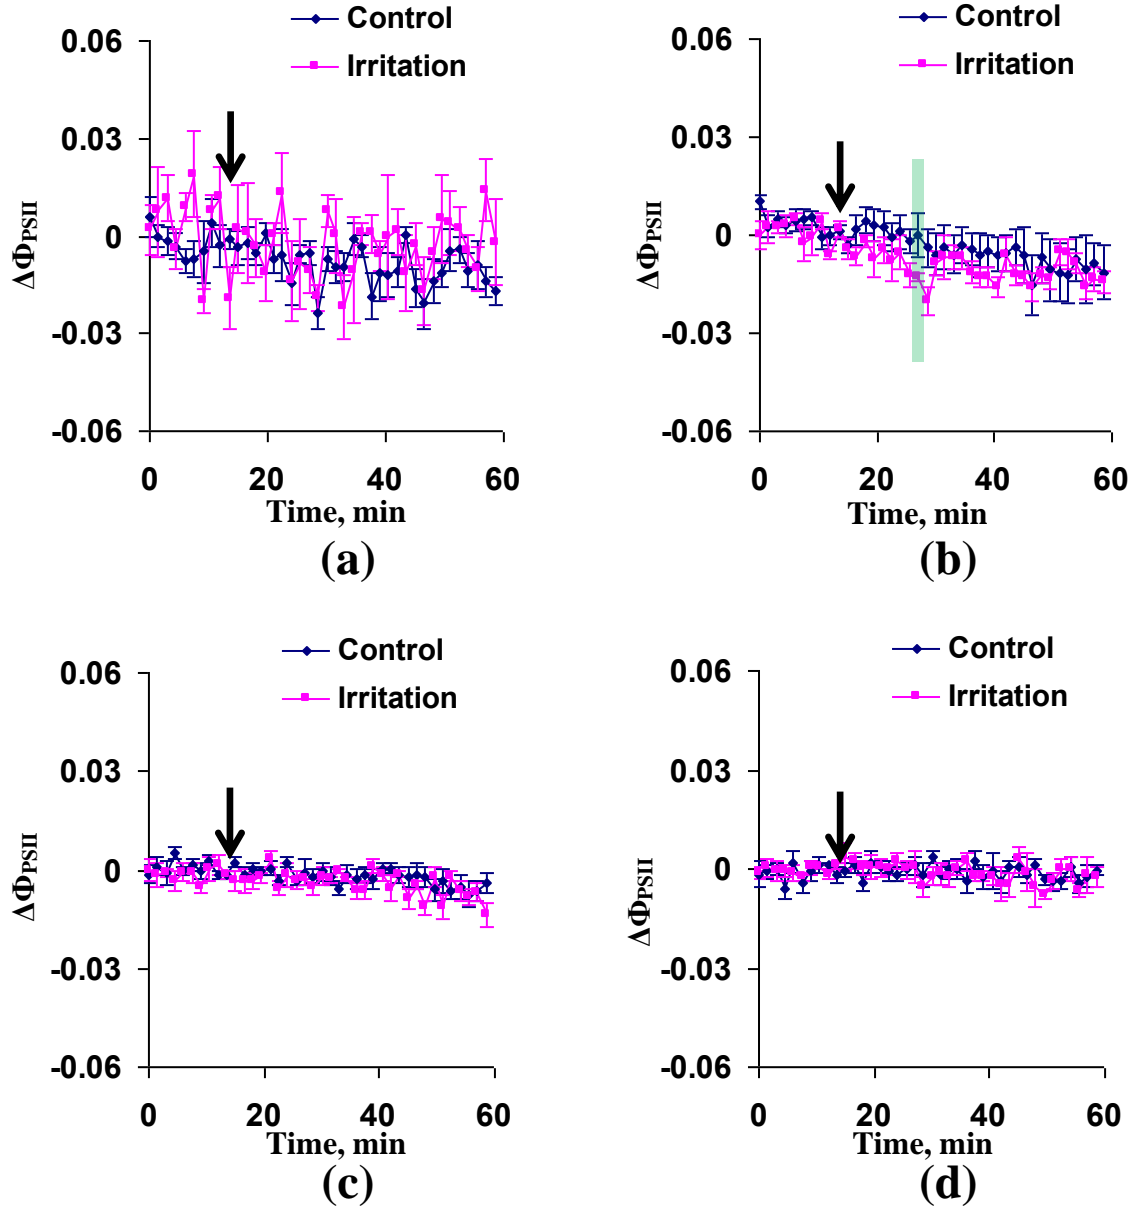 Control
Irritation
0.06
0.03
0
-0.03
-0.06
ΔΦPSII
0 20 40 60
Time, min
(a)
Control
Irritation
0.06
0.03
0
-0.03
-0.06
ΔΦPSII
0 20 40 60
Time, min
(b)
Control
Irritation
0.06
0.03
0
-0.03
-0.06
ΔΦPSII
0 20 40 60
Time, min
(c)
Control
Irritation
0.06
0.03
0
-0.03
-0.06
ΔΦPSII
0 20 40 60
Time, min
(d)